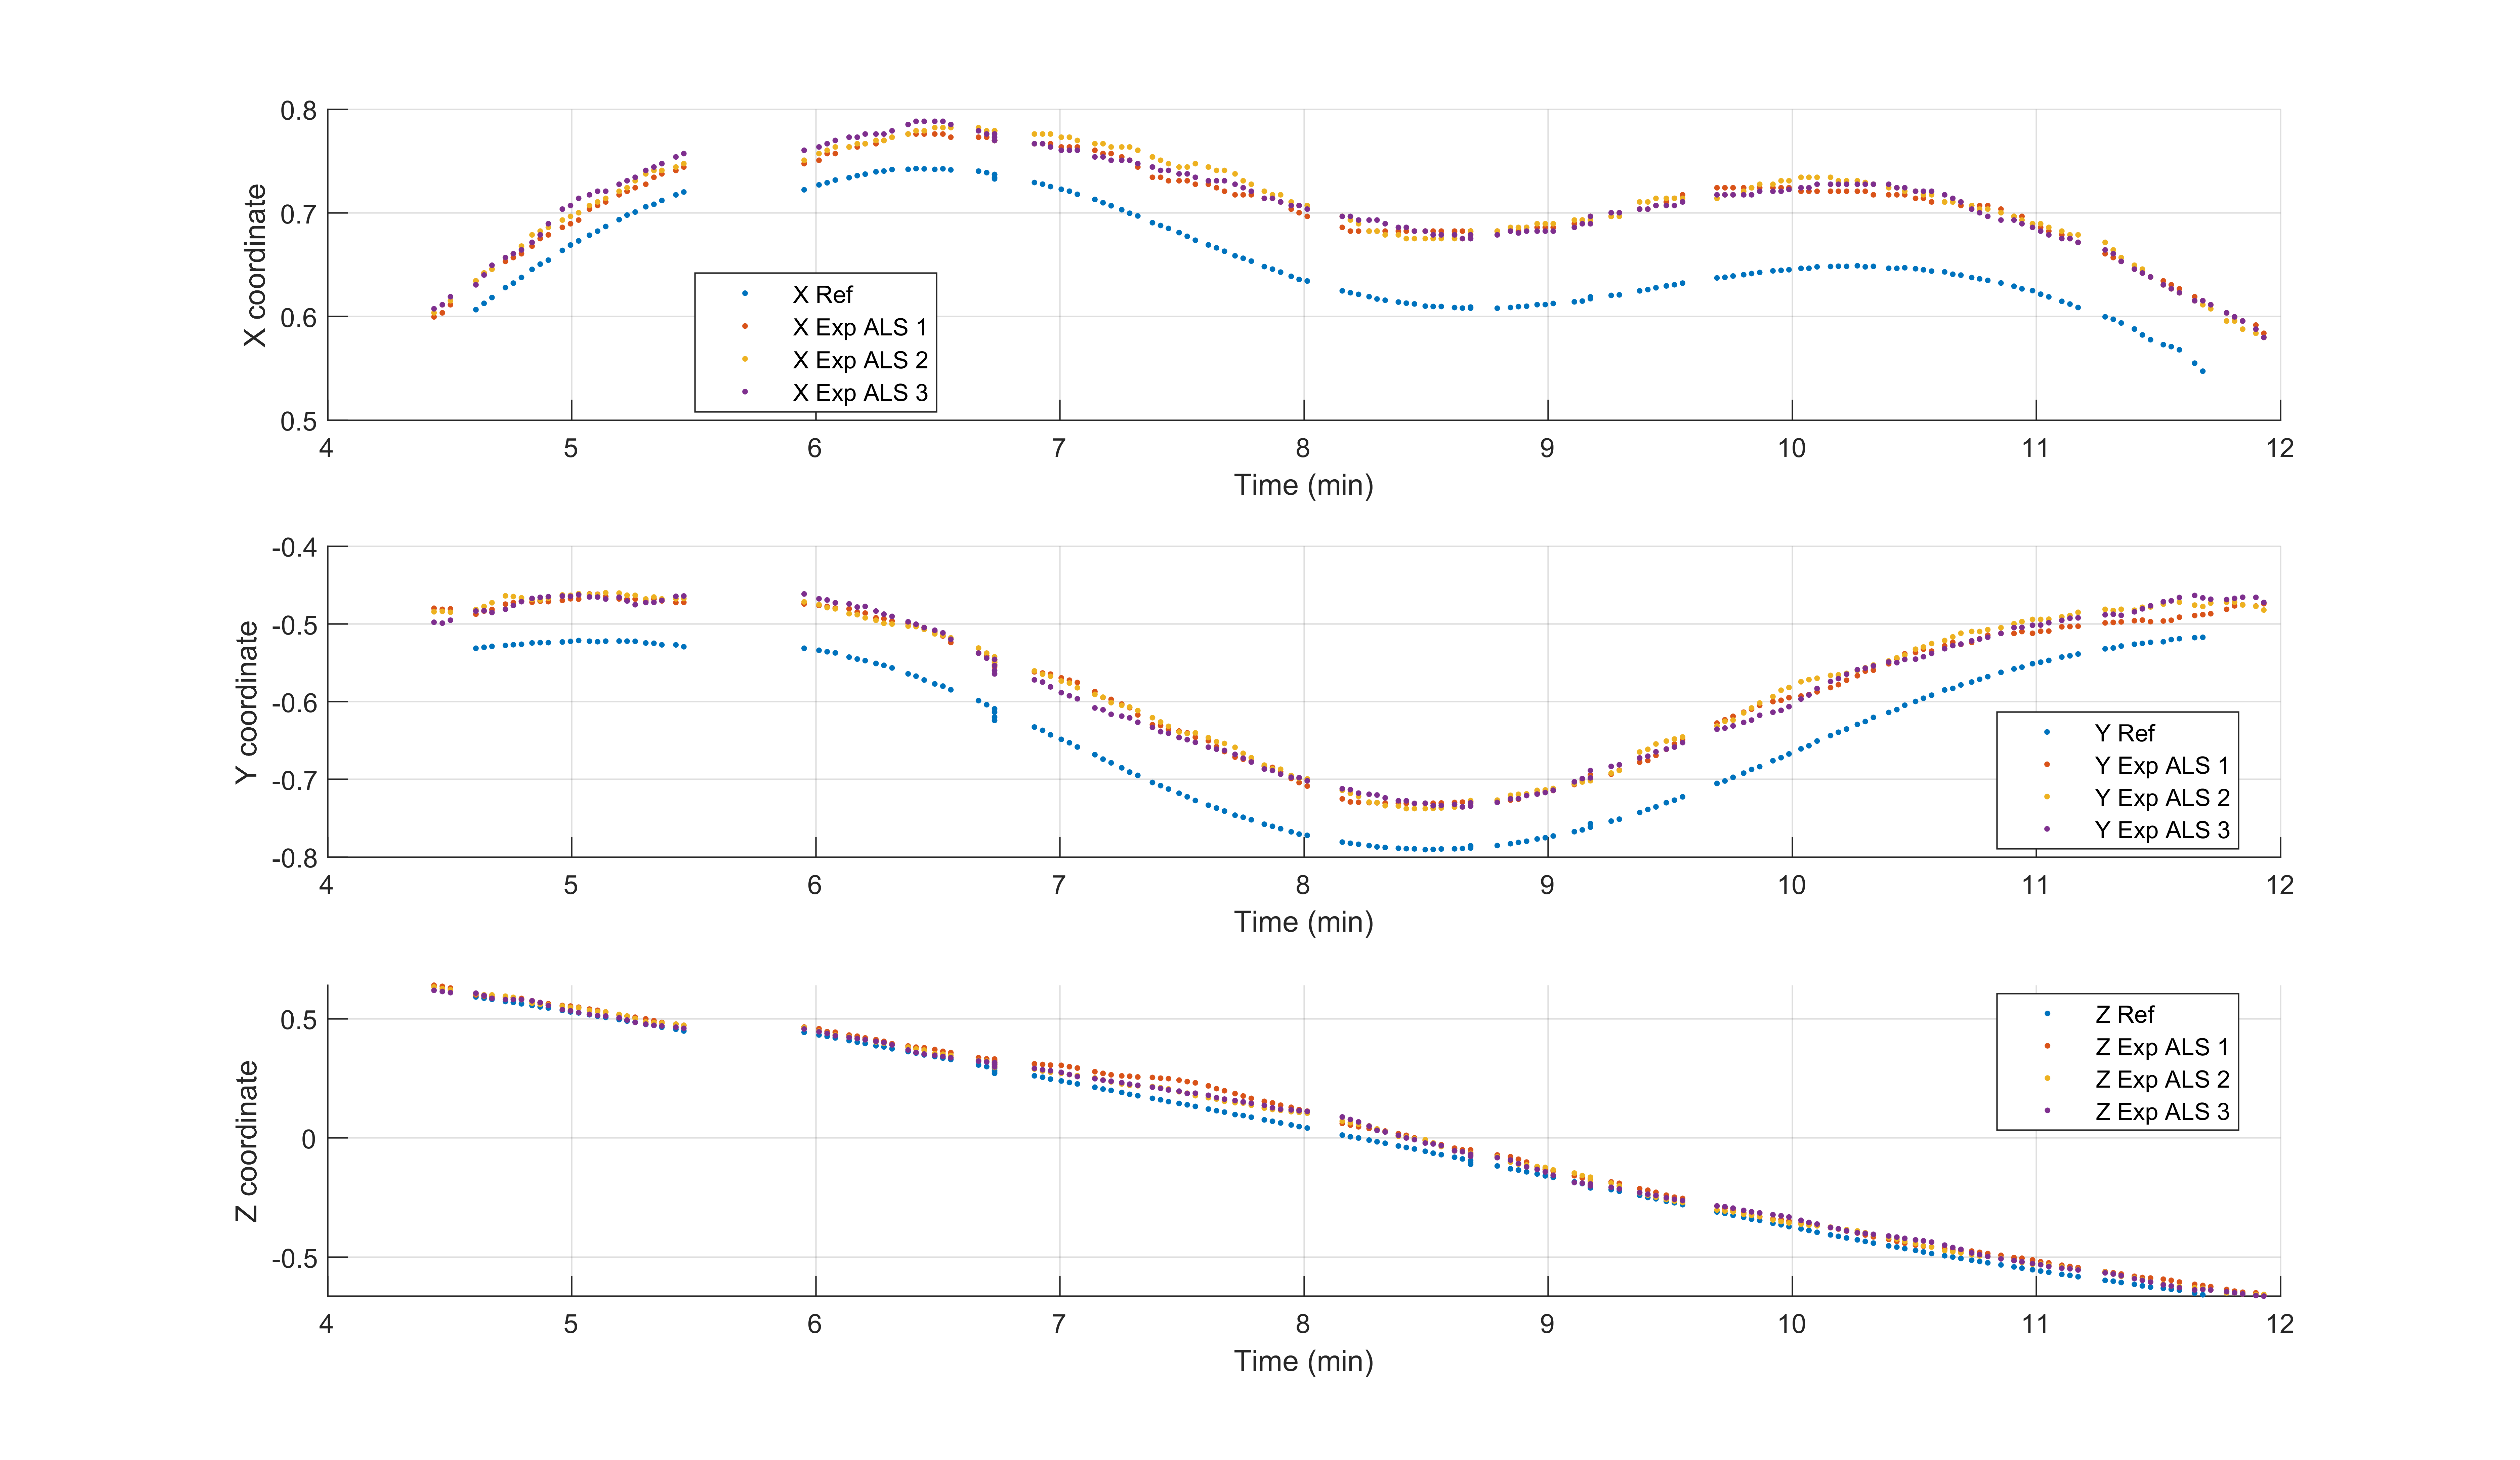 0.8
0.7
0.6
0.5
X coordinate
X Ref
X Exp ALS 1
X Exp ALS 2
X Exp ALS 3
4 5 6 7 8 9 10 11 12
Time (min)
-0.4
-0.5
-0.6
-0.7
-0.8
Y coordinate
Y Ref
Y Exp ALS 1
Y Exp ALS 2
Y Exp ALS 3
4 5 6 7 8 9 10 11 12
Time (min)
0.5
0
-0.5
Z coordinate
Z Ref
Z Exp ALS 1
Z Exp ALS 2
Z Exp ALS 3
4 5 6 7 8 9 10 11 12
Time (min)